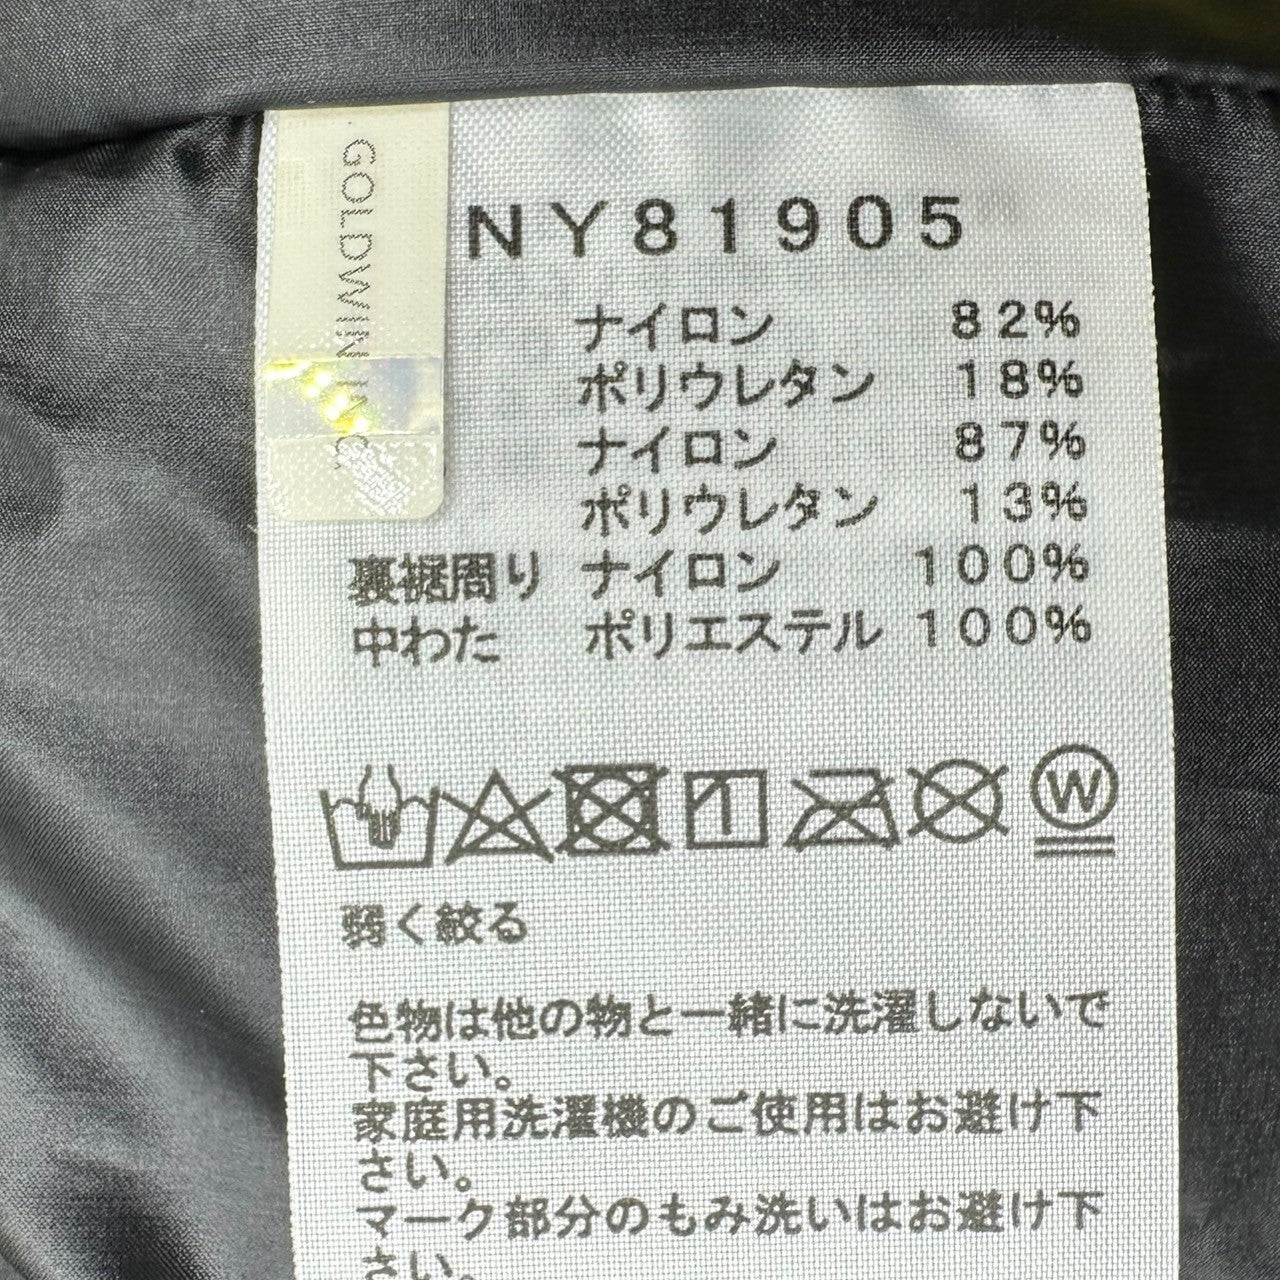 GOLDWIN INC.
NY81905
ナイロン 82%
ポリウレタン 18%
ナイロン 87%
ポリウレタン 13%
裏裾周り ナイロン 100%
中わた ポリエステル 100%
1 W
弱く絞る
色物は他の物と一緒に洗濯しないで
下さい。
家庭用洗濯機のご使用はお避け下
さい。
マーク部分のもみ洗いはお避け下
さい。